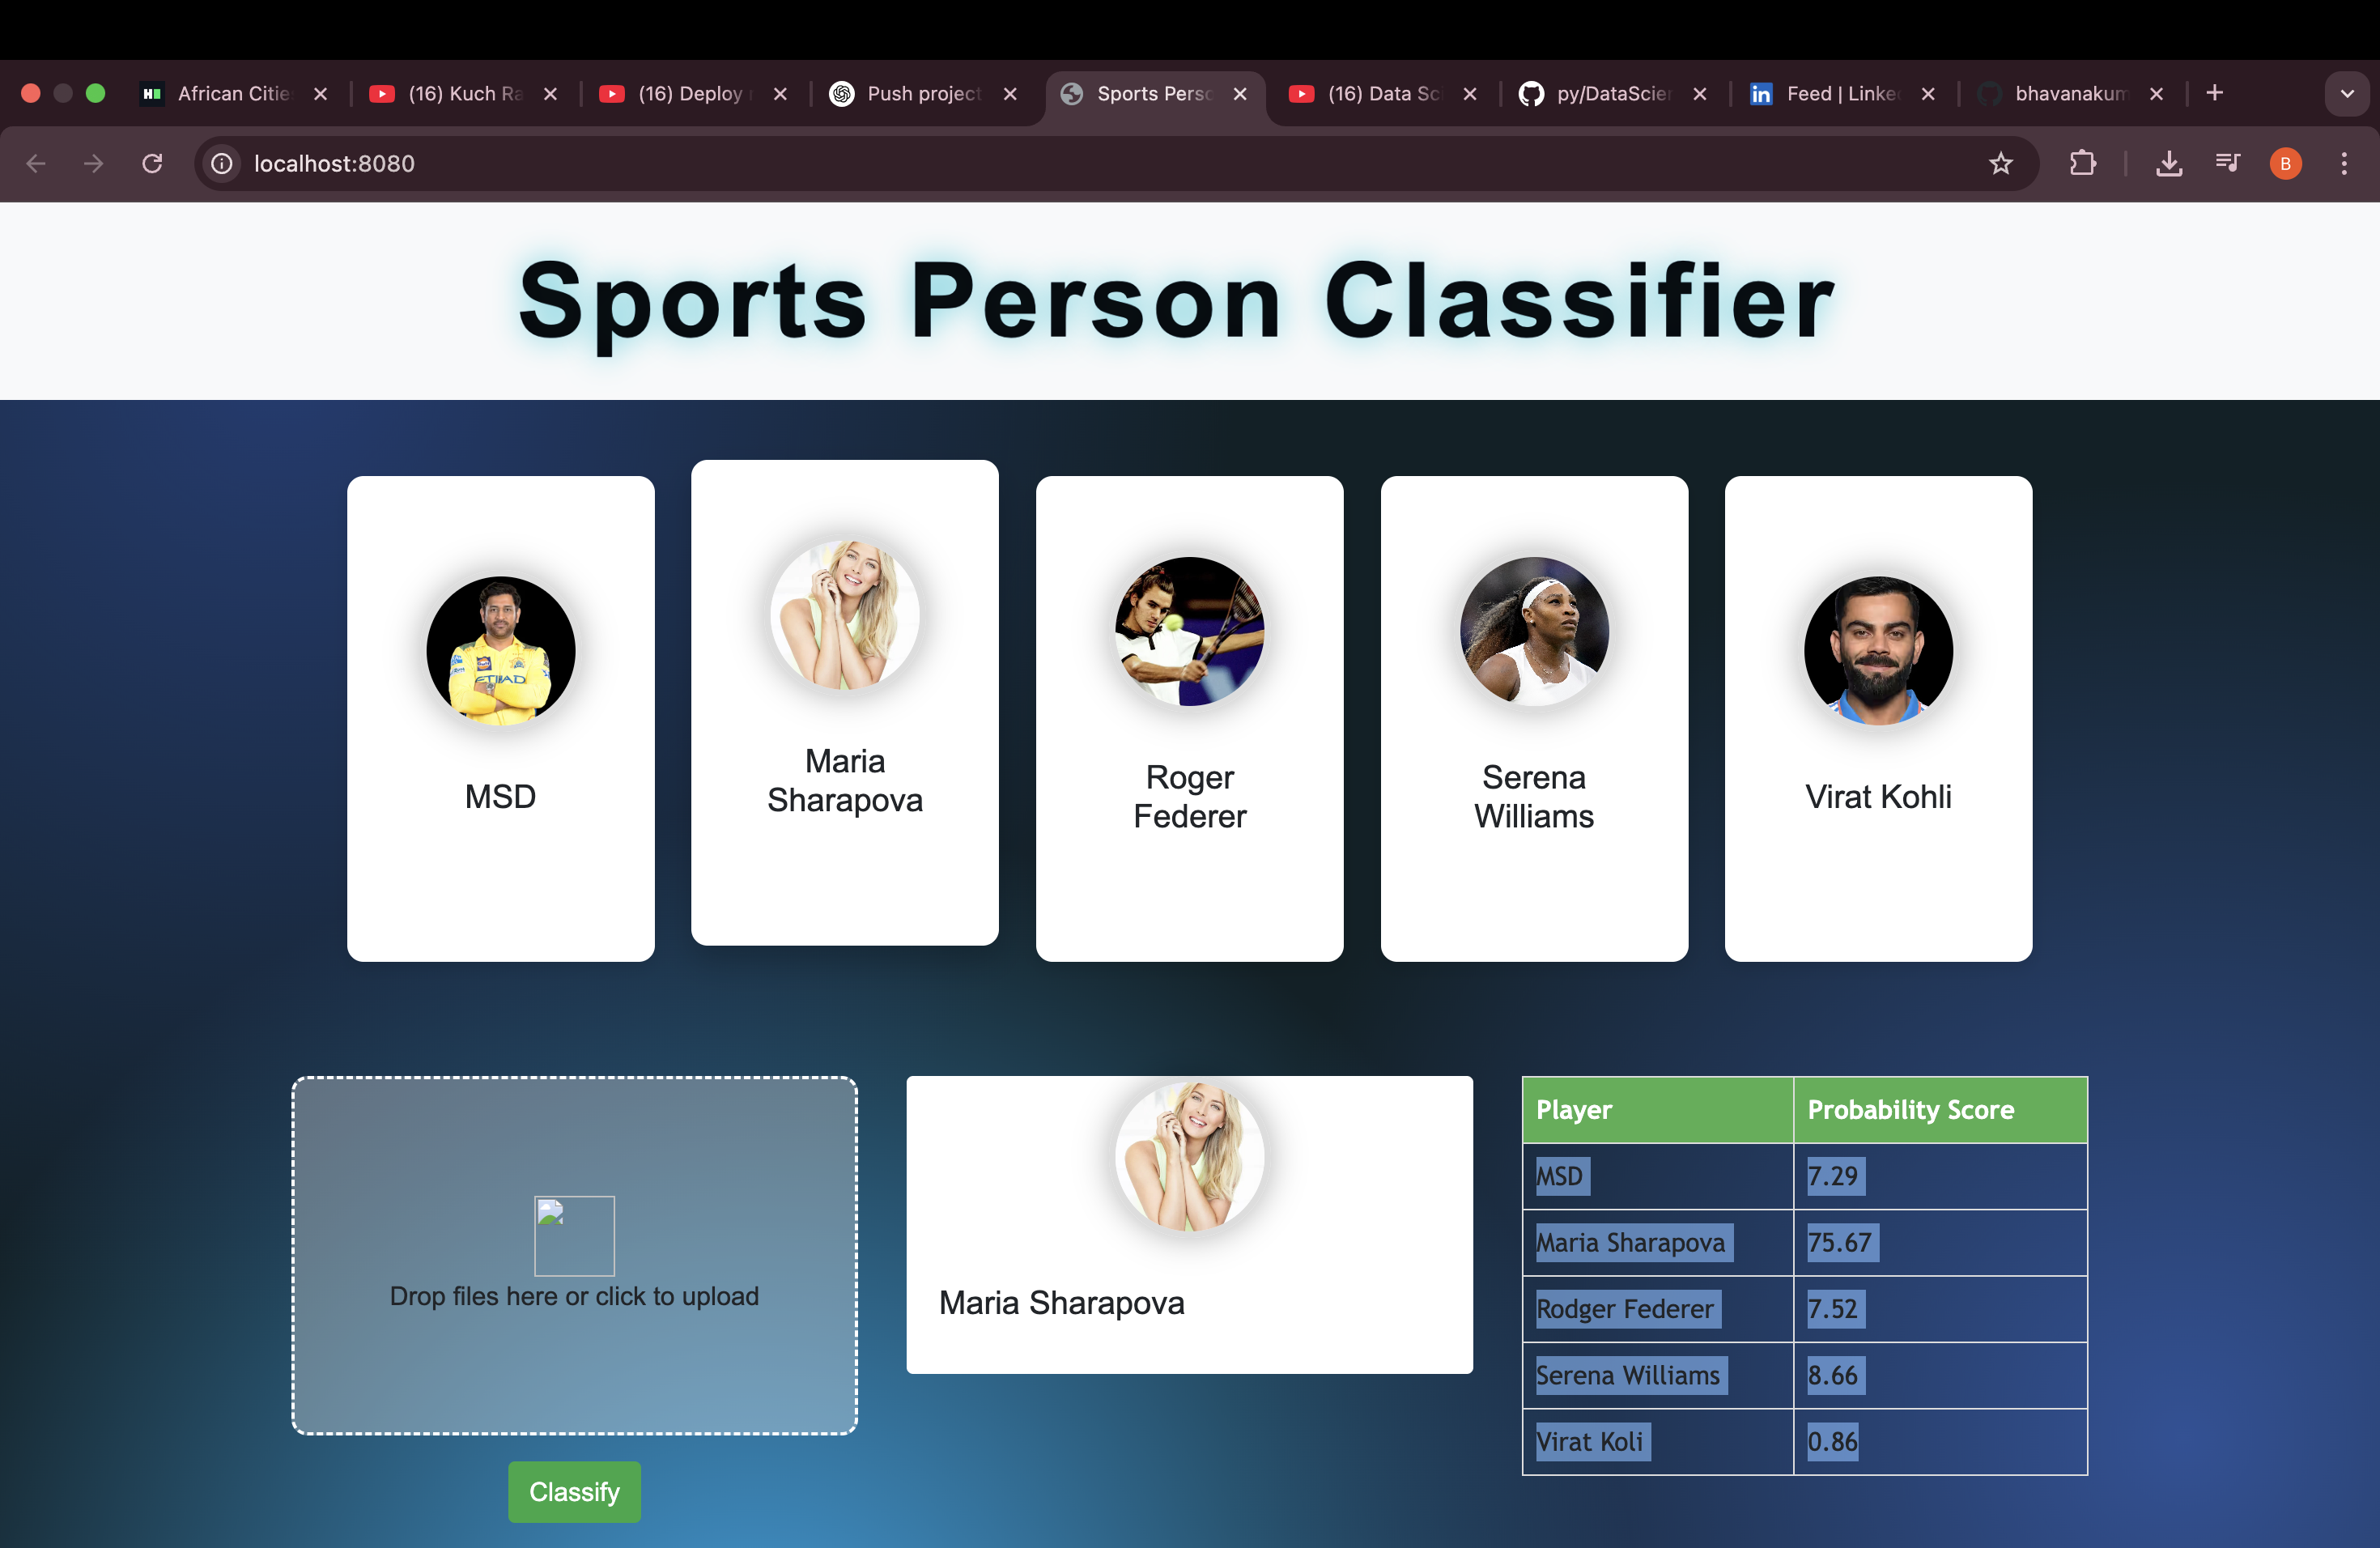 African Citie
(16) Kuch Ra
(16) Deploy
Push project
Sports Perso
(16) Data Sc
py/DataScien
Feed | Linke
bhavanakum
localhost:8080
B
Sports Person Classifier
ETIHAD
MSD
Maria
Sharapova
Roger
Federer
Serena
Williams
Virat Kohli
Drop files here or click to upload
Classify
Maria Sharapova
Player Probability Score
MSD 7.29
Maria Sharapova 75.67
Rodger Federer 7.52
Serena Williams 8.66
Virat Koli 0.86